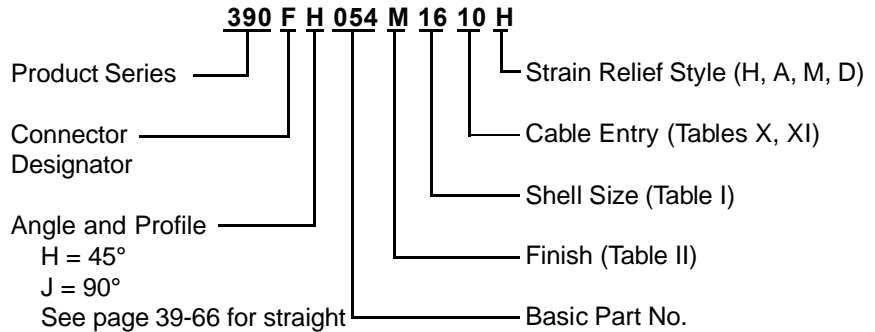 390 F H 054 M 16 10 H
Product Series
Connector
Designator
Angle and Profile
H = 45°
J = 90°
See page 39-66 for straight
Strain Relief Style (H, A, M, D)
Cable Entry (Tables X, XI)
Shell Size (Table I)
Finish (Table II)
Basic Part No.